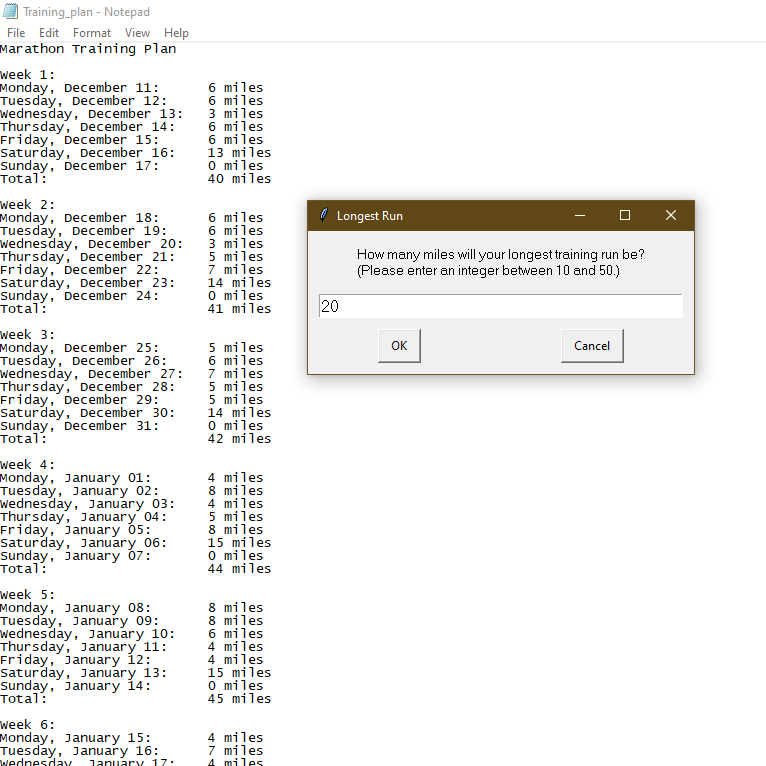 Training_plan - Notepad
File Edit Format View Help
Marathon Training Plan
Week 1:
Monday, December 11: 6 miles
Tuesday, December 12: 6 miles
Wednesday, December 13: 3 miles
Thursday, December 14: 6 miles
Friday, December 15: 6 miles
Saturday, December 16: 13 miles
Sunday, December 17: 0 miles
Total: 40 miles
Week 2:
Monday, December 18: 6 miles
Tuesday, December 19: 6 miles
Wednesday, December 20: 3 miles
Thursday, December 21: 5 miles
Friday, December 22: 7 miles
Saturday, December 23: 14 miles
Sunday, December 24: 0 miles
Total: 41 miles
Week 3:
Monday, December 25: 5 miles
Tuesday, December 26: 6 miles
Wednesday, December 27: 7 miles
Thursday, December 28: 5 miles
Friday, December 29: 5 miles
Saturday, December 30: 14 miles
Sunday, December 31: 0 miles
Total: 42 miles
Week 4:
Monday, January 01: 4 miles
Tuesday, January 02: 8 miles
Wednesday, January 03: 4 miles
Thursday, January 04: 5 miles
Friday, January 05: 8 miles
Saturday, January 06: 15 miles
Sunday, January 07: 0 miles
Total: 44 miles
Week 5:
Monday, January 08: 8 miles
Tuesday, January 09: 8 miles
Wednesday, January 10: 6 miles
Thursday, January 11: 4 miles
Friday, January 12: 4 miles
Saturday, January 13: 15 miles
Sunday, January 14: 0 miles
Total: 45 miles
Week 6:
Monday, January 15: 4 miles
Tuesday, January 16: 7 miles
Wednesday, January 17: 4 miles
Longest Run
How many miles will your longest training run be?
(Please enter an integer between 10 and 50.)
20
OK Cancel